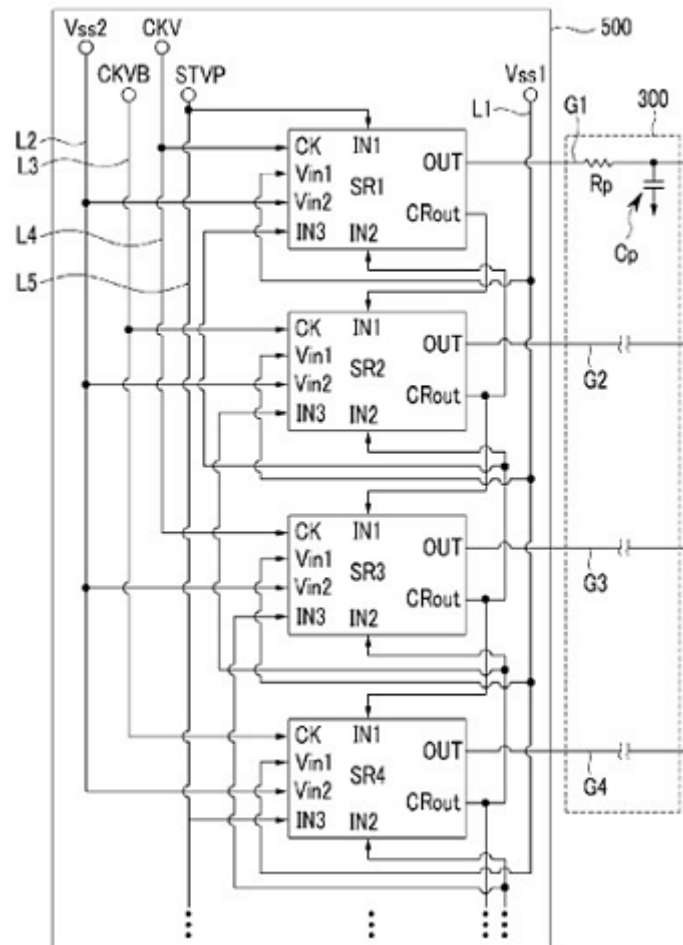 Vss2 CKV 500
CKVB STVP Vss1
L1 G1 300
L2
L3
L4
L5
CK IN1 OUT
Vin1 SR1
Vin2 CRout
IN3 IN2
Rp
Cp
CK IN1 OUT
Vin1 SR2
Vin2 CRout
IN3 IN2
G2
CK IN1 OUT
Vin1 SR3
Vin2 CRout
IN3 IN2
G3
CK IN1 OUT
Vin1 SR4
Vin2 CRout
IN3 IN2
G4